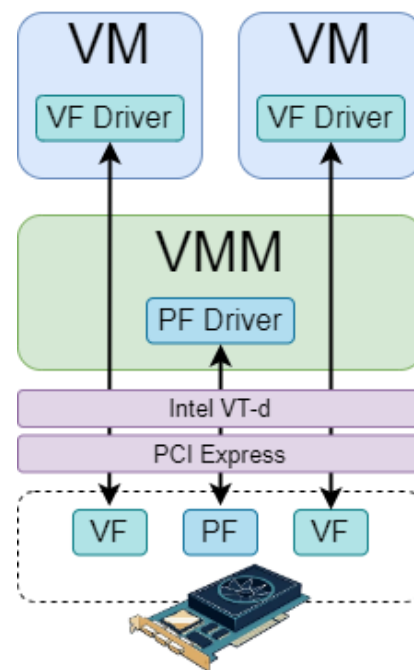 VM VM
VF Driver VF Driver
VMM
PF Driver
Intel VT-d
PCI Express
VF PF VF